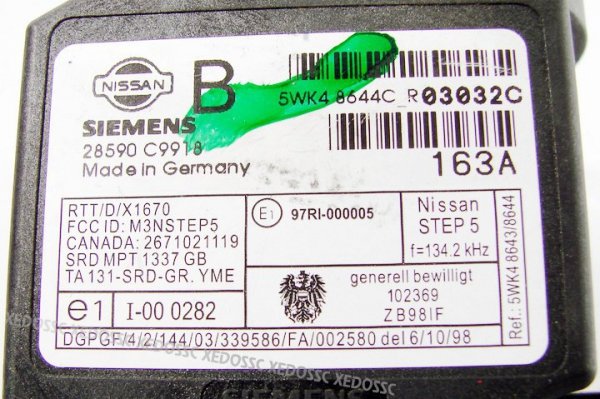 NISSAN
B
5WK4 8644C_R03032C
SIEMENS
28590 C9918
Made in Germany
163A
RTT/D/X1670
FCC ID: M3NSTEP5
CANADA: 2671021119
SRD MPT 1337 GB
TA 131-SRD-GR. YME
E1 97RI-000005
Nissan
STEP 5
f=134.2 kHz
generell bewilligt
102369
ZB98IF
e1 I-00 0282
DGPGF/4/2/144/03/339586/FA/002580 del 6/10/98
Ref.: 5WK4 8643/8644
SIEMENS
XEDOSSC XEDOSSC XEDOSSC XEDOSSC XEDOSSC XEDOSSC